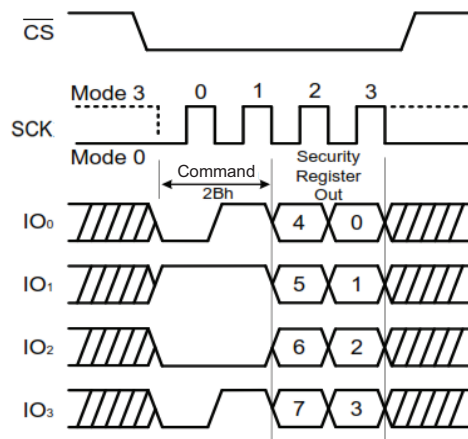 CS
Mode 3 0 1 2 3
SCK
Mode 0
Command
2Bh
Security
Register
Out
IO₀ 4 0
IO₁ 5 1
IO₂ 6 2
IO₃ 7 3